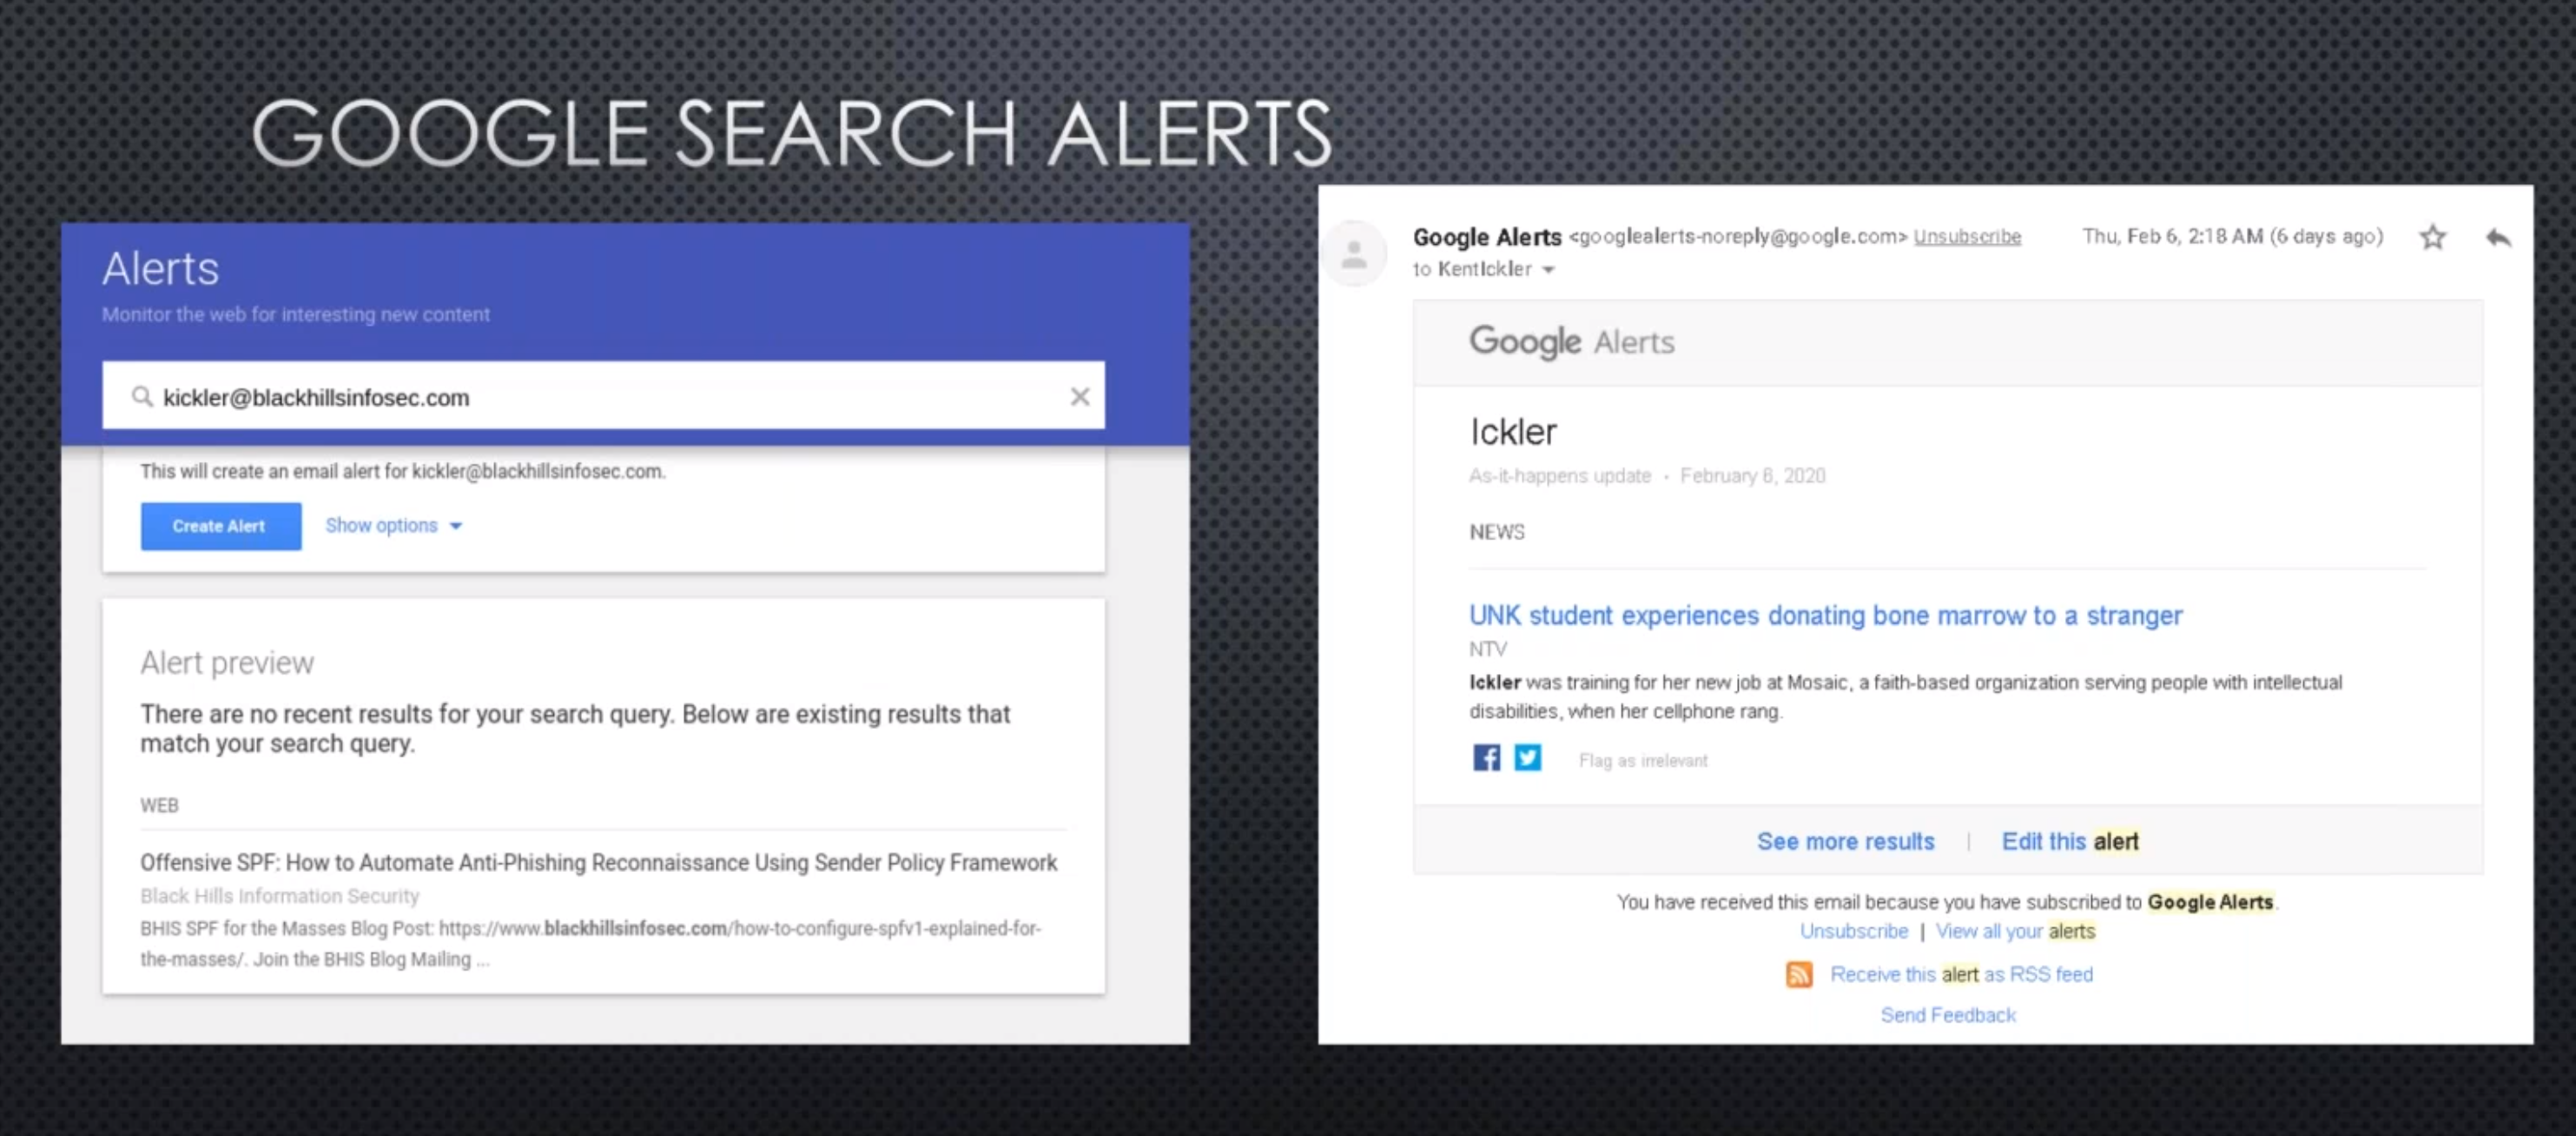 GOOGLE SEARCH ALERTS
Alerts
Monitor the web for interesting new content
kickler@blackhillsinfosec.com
This will create an email alert for kickler@blackhillsinfosec.com.
Create Alert Show options
Alert preview
There are no recent results for your search query. Below are existing results that
match your search query.
WEB
Offensive SPF: How to Automate Anti-Phishing Reconnaissance Using Sender Policy Framework
Black Hills Information Security
BHIS SPF for the Masses Blog Post: https://www.blackhillsinfosec.com/how-to-configure-spfv1-explained-for-
the-masses/. Join the BHIS Blog Mailing ...
Google Alerts <googlealerts-noreply@google.com> Unsubscribe Thu, Feb 6, 2:18 AM (6 days ago)
to KentIckler
Google Alerts
Ickler
As-it-happens update · February 6, 2020
NEWS
UNK student experiences donating bone marrow to a stranger
NTV
Ickler was training for her new job at Mosaic, a faith-based organization serving people with intellectual
disabilities, when her cellphone rang.
Flag as irrelevant
See more results | Edit this alert
You have received this email because you have subscribed to Google Alerts.
Unsubscribe | View all your alerts
Receive this alert as RSS feed
Send Feedback